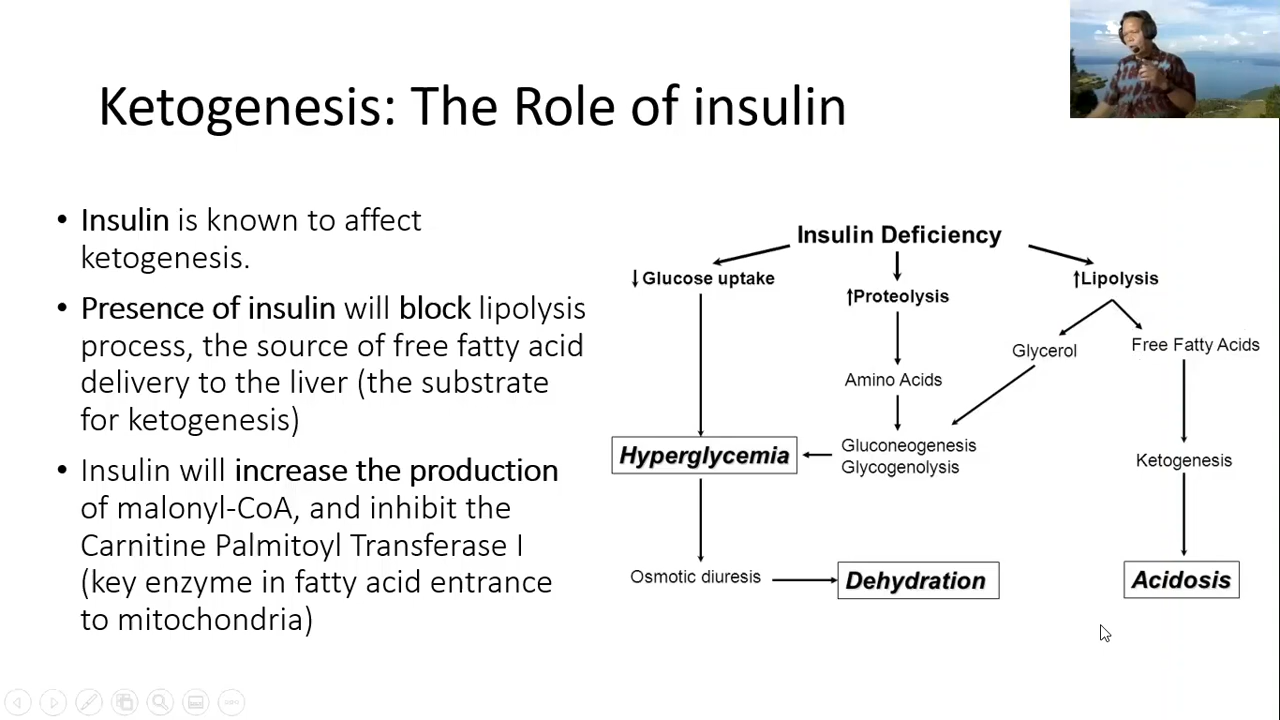 Ketogenesis: The Role of insulin
• Insulin is known to affect
ketogenesis.
• Presence of insulin will block lipolysis
process, the source of free fatty acid
delivery to the liver (the substrate
for ketogenesis)
• Insulin will increase the production
of malonyl-CoA, and inhibit the
Carnitine Palmitoyl Transferase I
(key enzyme in fatty acid entrance
to mitochondria)
Insulin Deficiency
↓Glucose uptake
↑Proteolysis
↑Lipolysis
Glycerol
Free Fatty Acids
Amino Acids
Hyperglycemia
Gluconeogenesis
Glycogenolysis
Ketogenesis
Osmotic diuresis
Dehydration
Acidosis